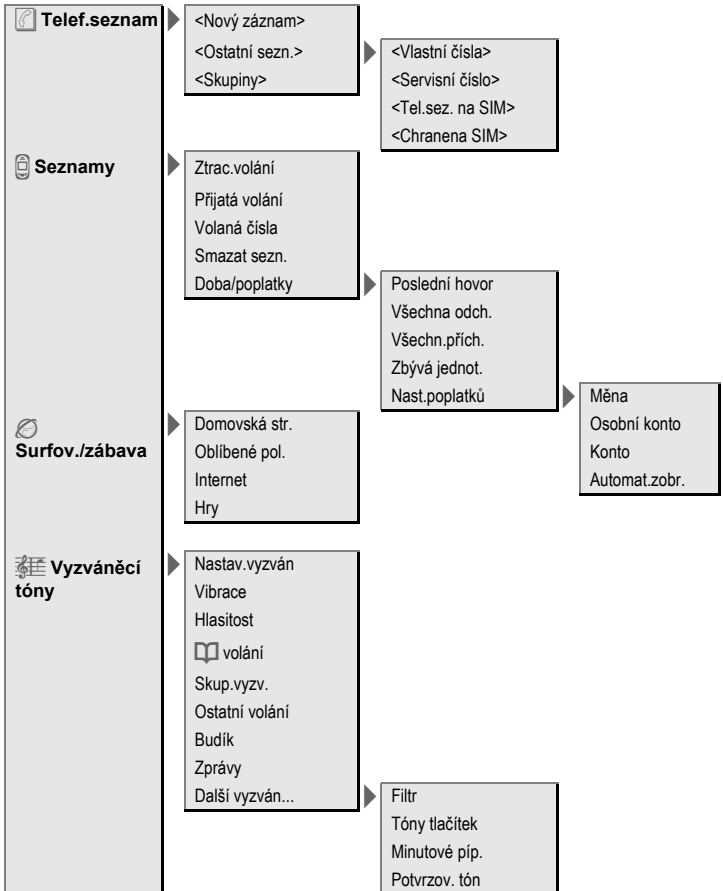 Telef.seznam
<Nový záznam>
<Ostatní sezn.>
<Skupiny>
<Vlastní čísla>
<Servisní číslo>
<Tel.sez. na SIM>
<Chranena SIM>
Seznamy
Ztrac.volání
Přijatá volání
Volaná čísla
Smazat sezn.
Doba/poplatky
Poslední hovor
Všechna odch.
Všechn.přích.
Zbývá jednot.
Nast.poplatků
Měna
Osobní konto
Konto
Automat.zobr.
Surfov./zábava
Domovská str.
Oblíbené pol.
Internet
Hry
Vyzváněcí
tóny
Nastav.vyzván
Vibrace
Hlasitost
volání
Skup.vyzv.
Ostatní volání
Budík
Zprávy
Další vyzván...
Filtr
Tóny tlačítek
Minutové píp.
Potvrzov. tón